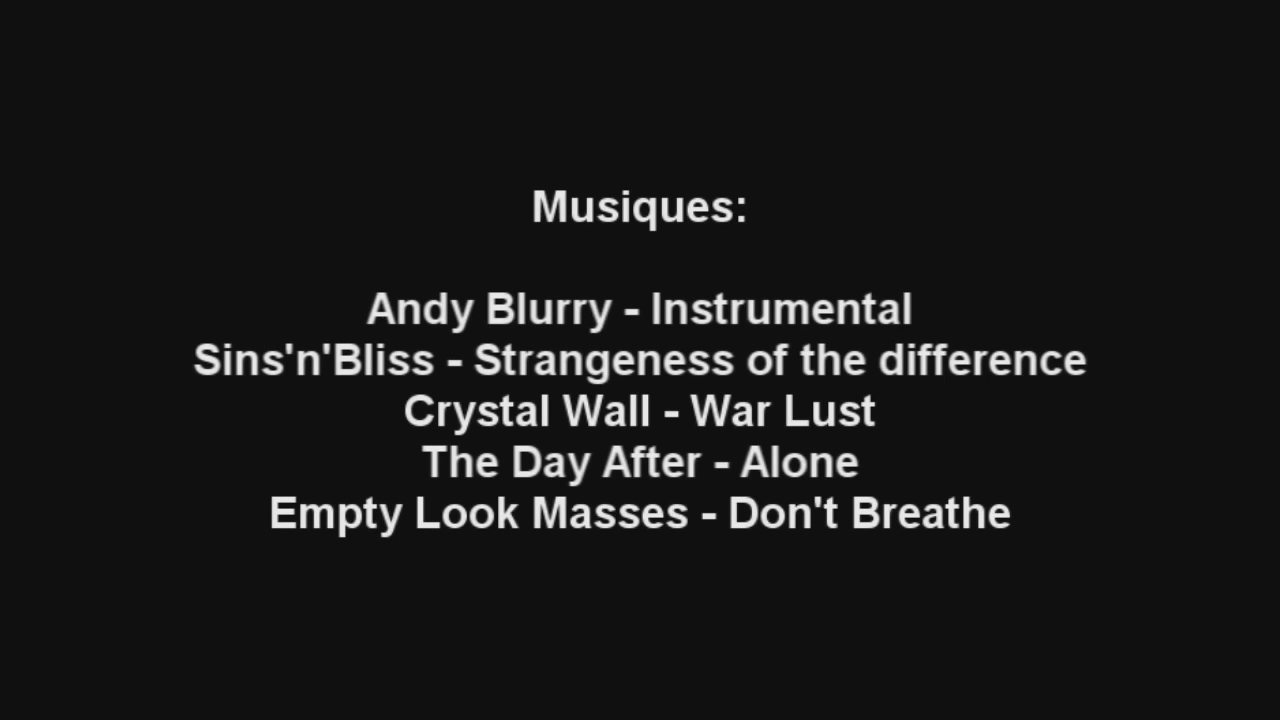 Musiques:
Andy Blurry - Instrumental
Sins'n'Bliss - Strangeness of the difference
Crystal Wall - War Lust
The Day After - Alone
Empty Look Masses - Don't Breathe